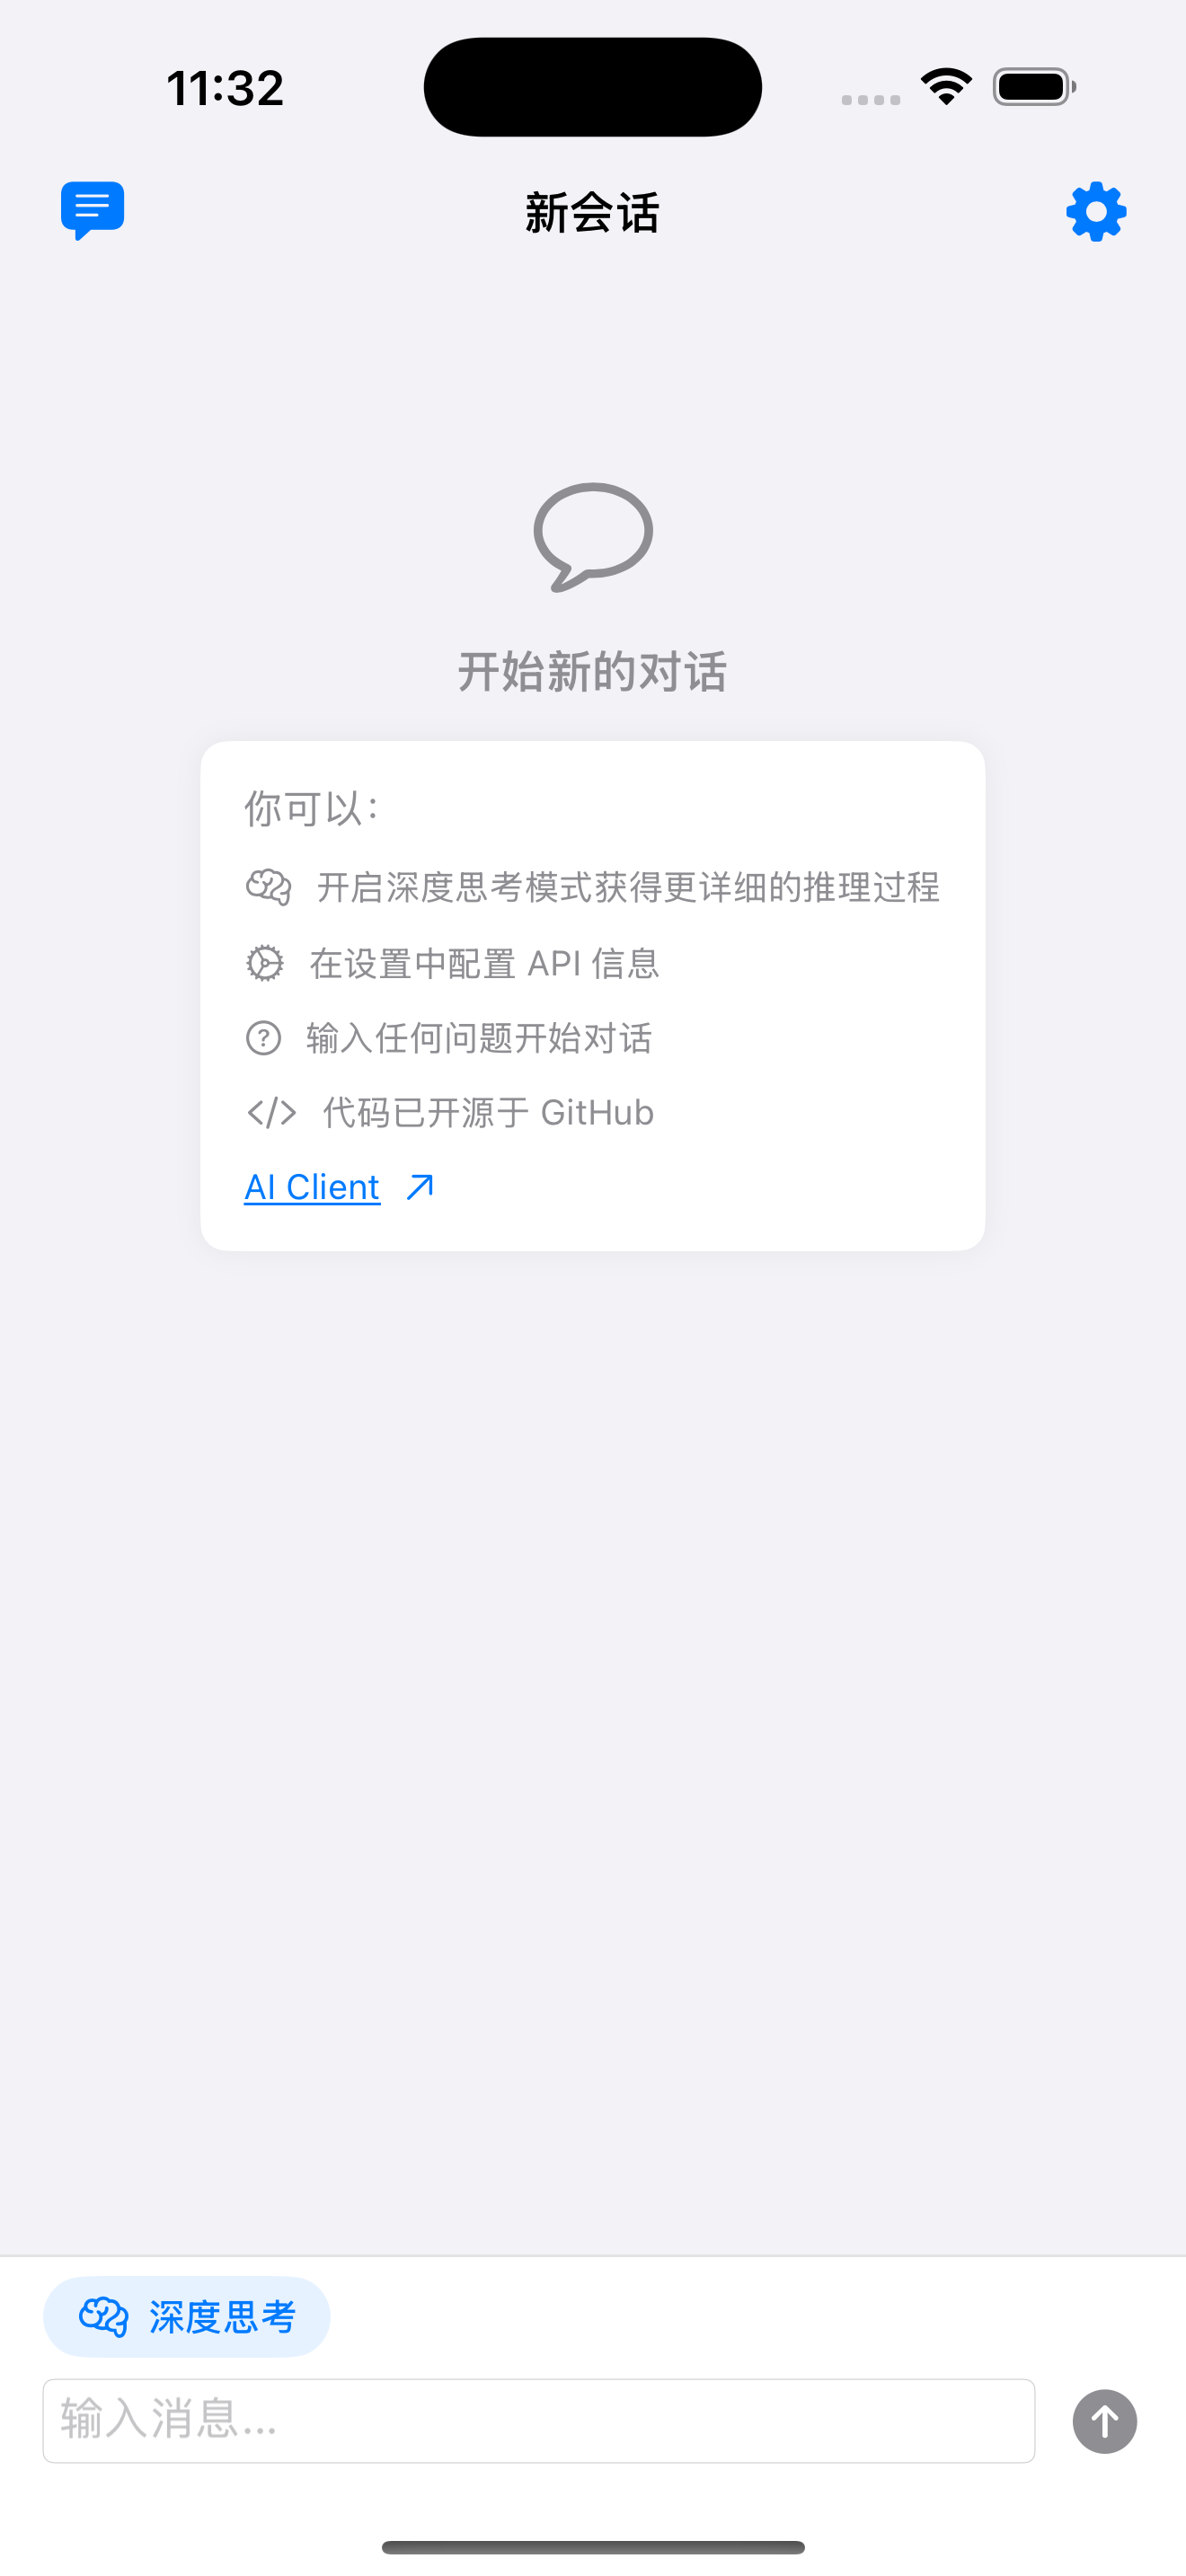 11:32
新会话
开始新的对话
你可以：
开启深度思考模式获得更详细的推理过程
在设置中配置 API 信息
输入任何问题开始对话
代码已开源于 GitHub
AI Client
深度思考
输入消息...